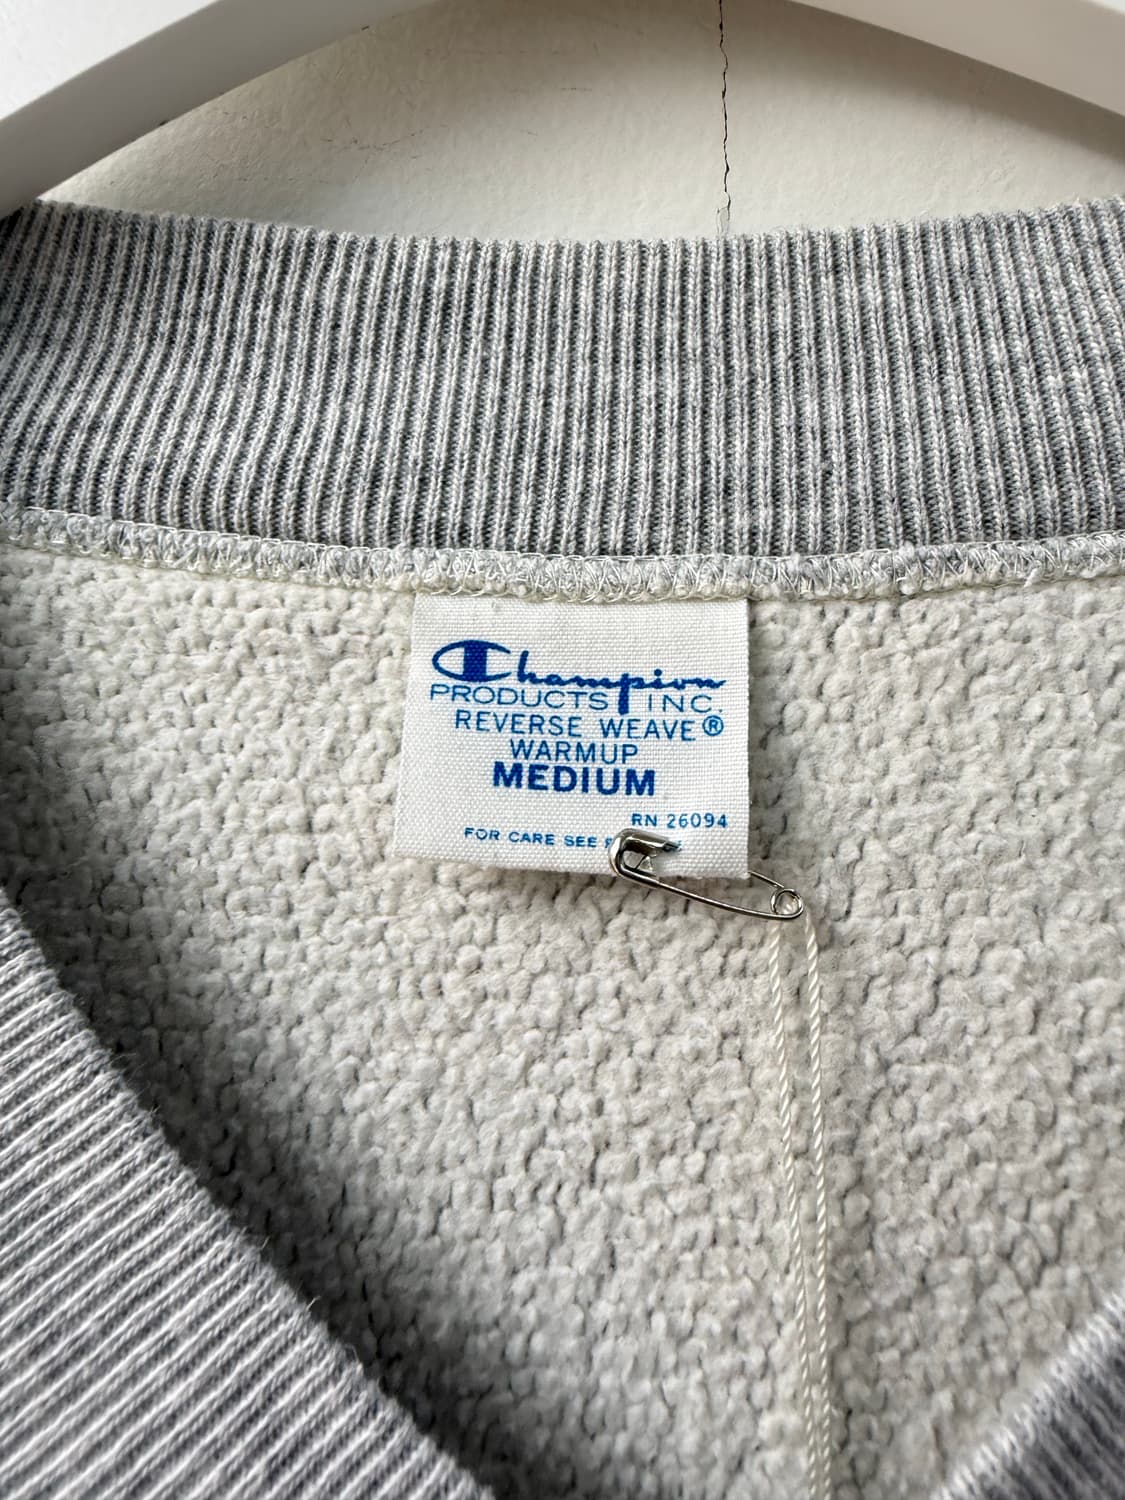 Champion
PRODUCTS INC.
REVERSE WEAVE®
WARMUP
MEDIUM
RN 26094
FOR CARE SEE